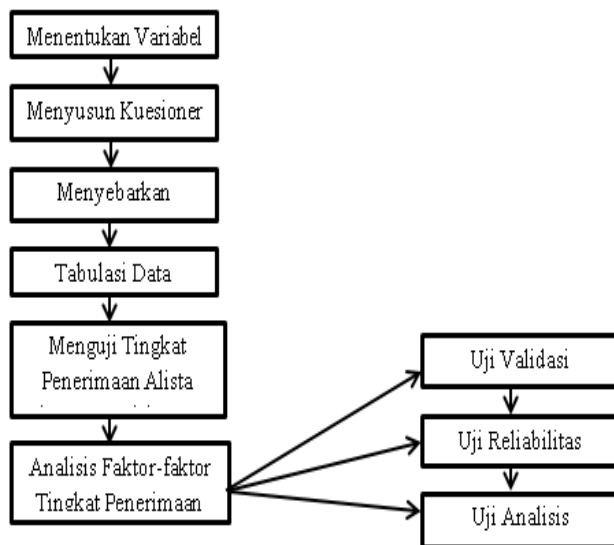 Menentukan Variabel
Menyusun Kuesioner
Menyebarkan
Tabulasi Data
Menguji Tingkat
Penerimaan Alista
Analisis Faktor-faktor
Tingkat Penerimaan
Uji Validasi
Uji Reliabilitas
Uji Analisis